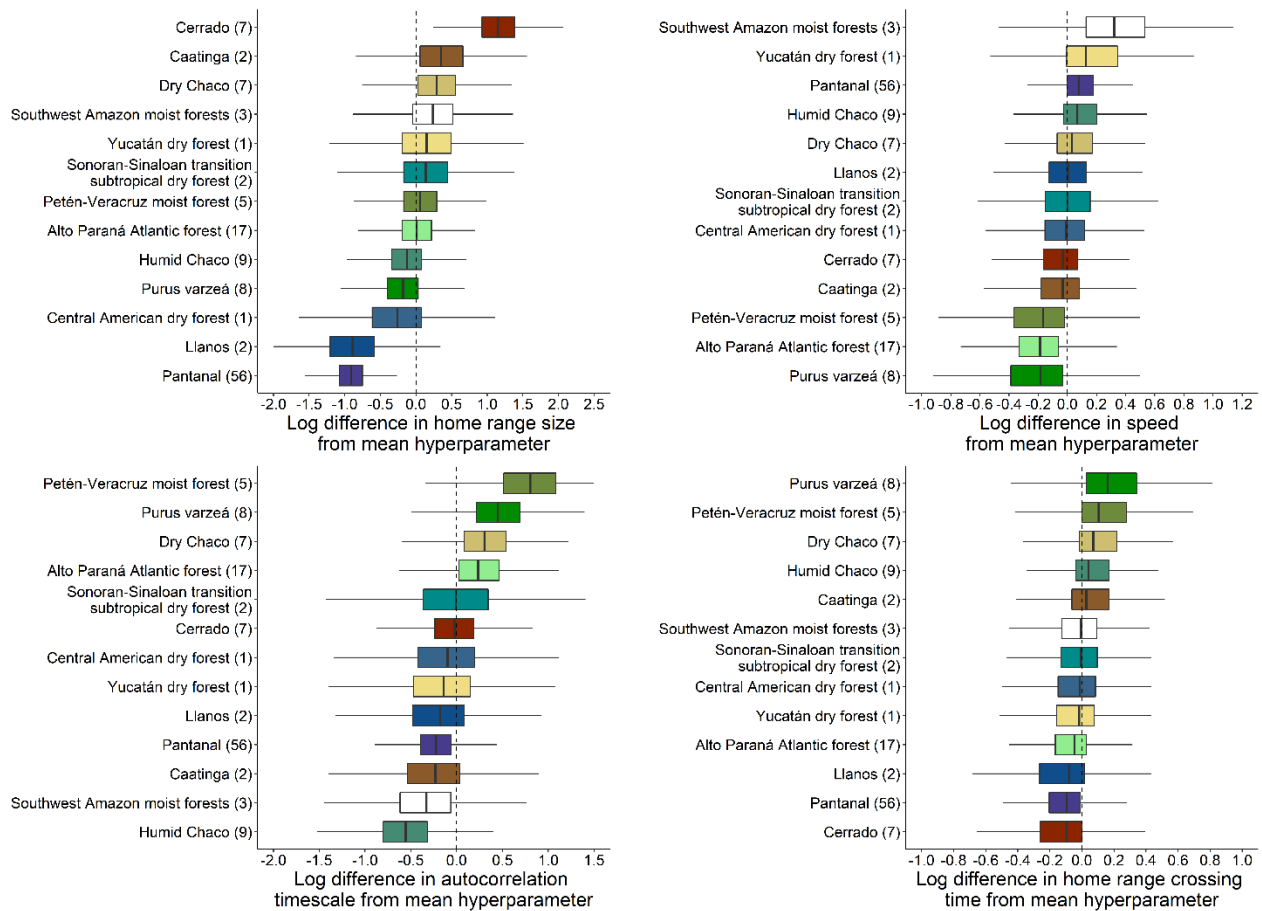 Cerrado (7)
Caatinga (2)
Dry Chaco (7)
Southwest Amazon moist forests (3)
Yucatán dry forest (1)
Sonoran-Sinaloan transition
subtropical dry forest (2)
Petén-Veracruz moist forest (5)
Alto Paraná Atlantic forest (17)
Humid Chaco (9)
Purus varzeá (8)
Central American dry forest (1)
Llanos (2)
Pantanal (56)
-2.0 -1.5 -1.0 -0.5 0.0 0.5 1.0 1.5 2.0 2.5
Log difference in home range size
from mean hyperparameter
Southwest Amazon moist forests (3)
Yucatán dry forest (1)
Pantanal (56)
Humid Chaco (9)
Dry Chaco (7)
Llanos (2)
Sonoran-Sinaloan transition
subtropical dry forest (2)
Central American dry forest (1)
Cerrado (7)
Caatinga (2)
Petén-Veracruz moist forest (5)
Alto Paraná Atlantic forest (17)
Purus varzeá (8)
-1.0 -0.8 -0.6 -0.4 -0.2 0.0 0.2 0.4 0.6 0.8 1.0 1.2
Log difference in speed
from mean hyperparameter
Petén-Veracruz moist forest (5)
Purus varzeá (8)
Dry Chaco (7)
Alto Paraná Atlantic forest (17)
Sonoran-Sinaloan transition
subtropical dry forest (2)
Cerrado (7)
Central American dry forest (1)
Yucatán dry forest (1)
Llanos (2)
Pantanal (56)
Caatinga (2)
Southwest Amazon moist forests (3)
Humid Chaco (9)
-2.0 -1.5 -1.0 -0.5 0.0 0.5 1.0 1.5
Log difference in autocorrelation
timescale from mean hyperparameter
Purus varzeá (8)
Petén-Veracruz moist forest (5)
Dry Chaco (7)
Humid Chaco (9)
Caatinga (2)
Southwest Amazon moist forests (3)
Sonoran-Sinaloan transition
subtropical dry forest (2)
Central American dry forest (1)
Yucatán dry forest (1)
Alto Paraná Atlantic forest (17)
Llanos (2)
Pantanal (56)
Cerrado (7)
-1.0 -0.8 -0.6 -0.4 -0.2 0.0 0.2 0.4 0.6 0.8 1.0
Log difference in home range crossing
time from mean hyperparameter